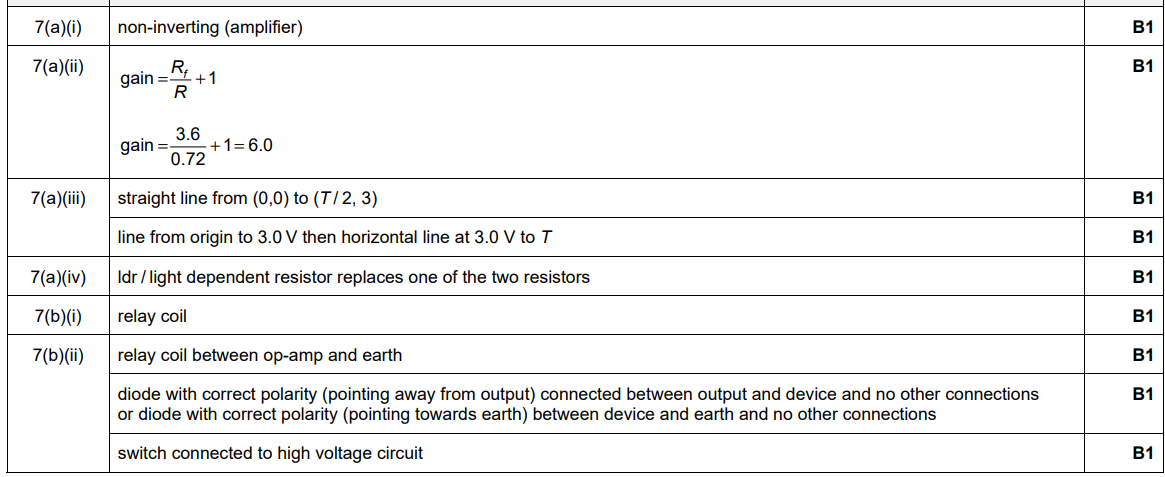 7(a)(i) non-inverting (amplifier) B1
7(a)(ii) gain = R_f / R + 1 B1
gain = 3.6 / 0.72 + 1 = 6.0
7(a)(iii) straight line from (0,0) to (T / 2, 3) B1
line from origin to 3.0 V then horizontal line at 3.0 V to T B1
7(a)(iv) ldr / light dependent resistor replaces one of the two resistors B1
7(b)(i) relay coil B1
7(b)(ii) relay coil between op-amp and earth B1
diode with correct polarity (pointing away from output) connected between output and device and no other connections B1
or diode with correct polarity (pointing towards earth) between device and earth and no other connections
switch connected to high voltage circuit B1